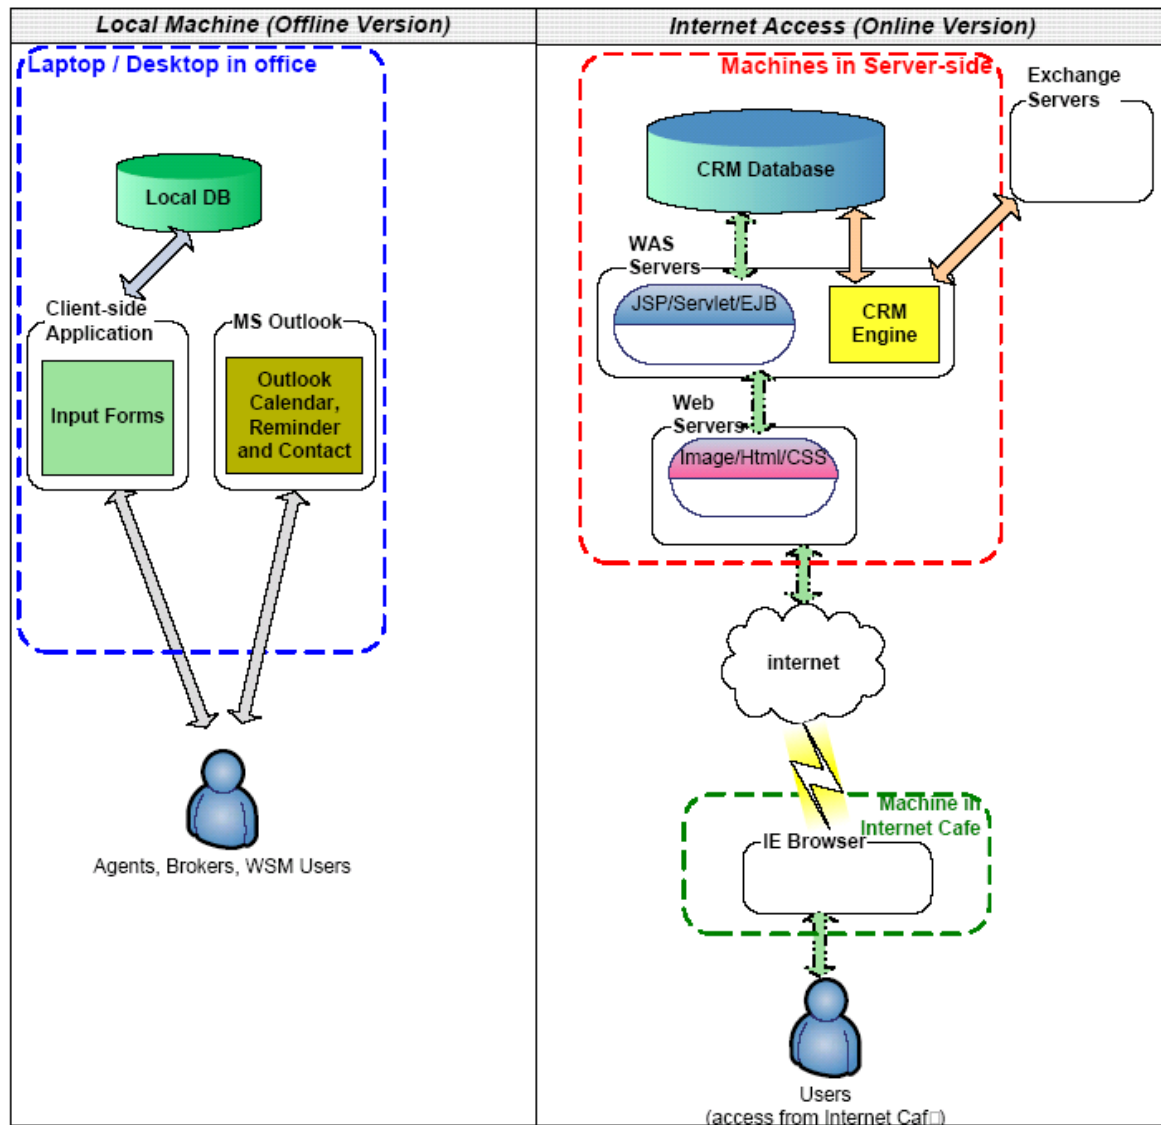 Local Machine (Offline Version)
Laptop / Desktop in office
Local DB
Client-side
Application
Input Forms
MS Outlook
Outlook
Calendar,
Reminder
and Contact
Agents, Brokers, WSM Users
Internet Access (Online Version)
Machines in Server-side
Exchange
Servers
CRM Database
WAS
Servers
JSP/Servlet/EJB
CRM
Engine
Web
Servers
Image/Html/CSS
internet
Machine in
Internet Cafe
IE Browser
Users
(access from Internet Caf□)